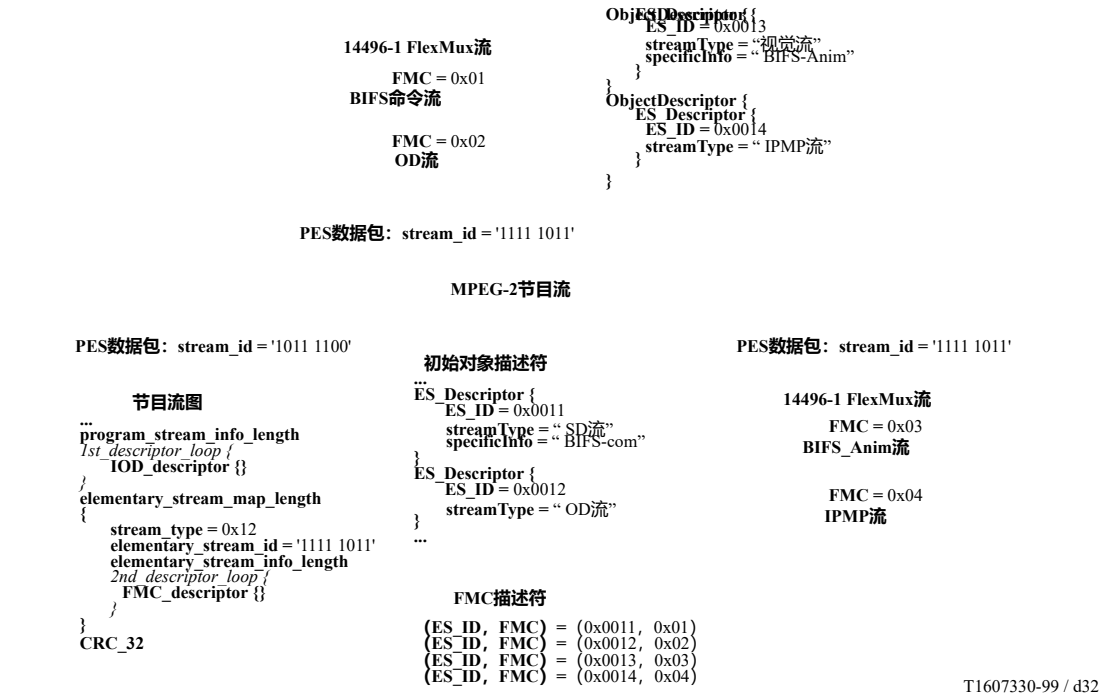 14496-1 FlexMux流
FMC = 0x01
BIFS命令流
FMC = 0x02
OD流
ObjectDescriptor {
ES_Descriptor {
ES_ID = 0x0013
streamType = “视觉流”
specificInfo = “ BIFS-Anim”
}
}
ObjectDescriptor {
ES_Descriptor {
ES_ID = 0x0014
streamType = “ IPMP流”
}
}
PES数据包：stream_id = '1111 1011'
MPEG-2节目流
PES数据包：stream_id = '1011 1100'
节目流图
...
program_stream_info_length
1st_descriptor_loop {
IOD_descriptor {}
}
elementary_stream_map_length
{
stream_type = 0x12
elementary_stream_id = '1111 1011'
elementary_stream_info_length
2nd_descriptor_loop {
FMC_descriptor {}
}
}
CRC_32
初始对象描述符
...
ES_Descriptor {
ES_ID = 0x0011
streamType = “ SD流”
specificInfo = “ BIFS-com”
}
ES_Descriptor {
ES_ID = 0x0012
streamType = “ OD流”
}
...
FMC描述符
（ES_ID，FMC）=（0x0011，0x01）
（ES_ID，FMC）=（0x0012，0x02）
（ES_ID，FMC）=（0x0013，0x03）
（ES_ID，FMC）=（0x0014，0x04）
PES数据包：stream_id = '1111 1011'
14496-1 FlexMux流
FMC = 0x03
BIFS_Anim流
FMC = 0x04
IPMP流
T1607330-99 / d32